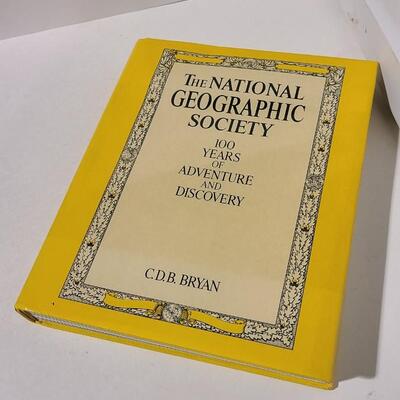 THE NATIONAL
GEOGRAPHIC
SOCIETY
100
YEARS
OF
ADVENTURE
AND
DISCOVERY
C.D.B. BRYAN